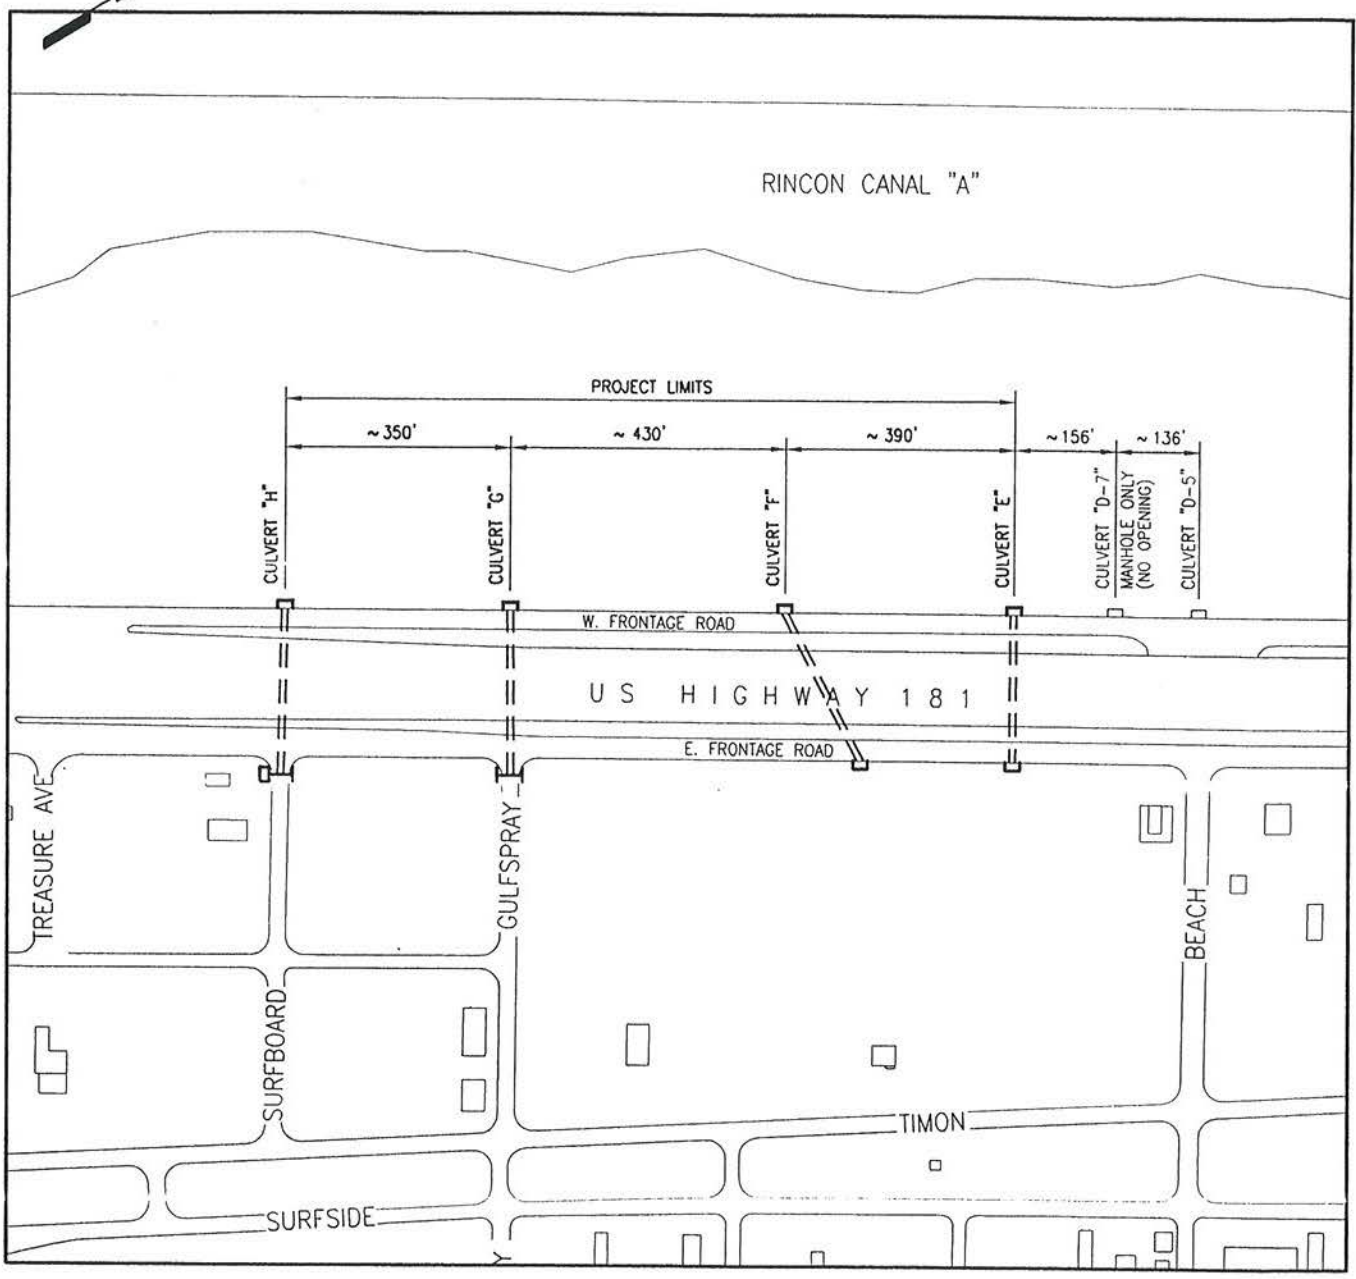 RINCON CANAL "A"
PROJECT LIMITS
~350'
~ 430'
~ 390'
~156'
~ 136'
CULVERT "H"
CULVERT "G"
CULVERT "F"
CULVERT "E"
CULVERT "D-7"
MANHOLE ONLY
(NO OPENING)
CULVERT "D-5"
W. FRONTAGE ROAD
US HIGHWAY 181
E. FRONTAGE ROAD
TREASURE AVE
SURFBOARD
GULFSPRAY
BEACH
TIMON
SURFSIDE
Y